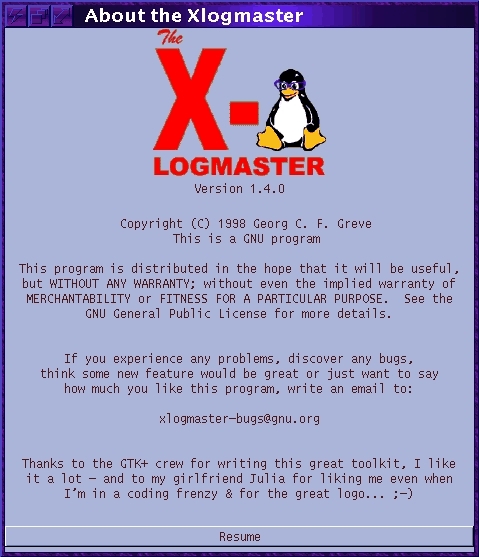 About the Xlogmaster
The
X-
LOGMASTER
Version 1.4.0
Copyright (C) 1998 Georg C. F. Greve
This is a GNU program
This program is distributed in the hope that it will be useful,
but WITHOUT ANY WARRANTY; without even the implied warranty of
MERCHANTABILITY or FITNESS FOR A PARTICULAR PURPOSE.  See the
GNU General Public License for more details.
If you experience any problems, discover any bugs,
think some new feature would be great or just want to say
how much you like this program, write an email to:
xlogmaster-bugs@gnu.org
Thanks to the GTK+ crew for writing this great toolkit, I like
it a lot - and to my girlfriend Julia for liking me even when
I'm in a coding frenzy & for the great logo... ;-)
Resume